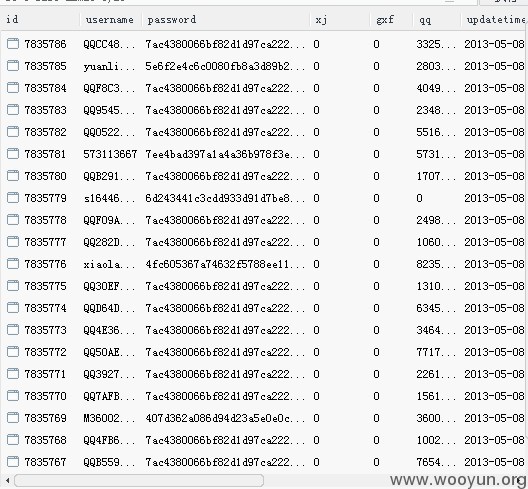 id username password xj gxf qq updatetime
7835786 QQCC48... 7ac4380066bf82d1d97ca222... 0 0 3325... 2013-05-08
7835785 yuanli... 5e6f2e4c6c0080fb8a3d89b2... 0 0 2803... 2013-05-08
7835784 QQF8C3... 7ac4380066bf82d1d97ca222... 0 0 4049... 2013-05-08
7835783 QQ9545... 7ac4380066bf82d1d97ca222... 0 0 2348... 2013-05-08
7835782 QQ0522... 7ac4380066bf82d1d97ca222... 0 0 5516... 2013-05-08
7835781 573113667 7ee4bad397a1a4a36b978f3e... 0 0 5731... 2013-05-08
7835780 QQB291... 7ac4380066bf82d1d97ca222... 0 0 1707... 2013-05-08
7835779 s16446... 6d243441c3cdd933d91d7be8... 0 0 0 2013-05-08
7835778 QQF09A... 7ac4380066bf82d1d97ca222... 0 0 2498... 2013-05-08
7835777 QQ282D... 7ac4380066bf82d1d97ca222... 0 0 1060... 2013-05-08
7835776 xiaola... 4fc605367a74632f5788ee11... 0 0 8235... 2013-05-08
7835775 QQ30EF... 7ac4380066bf82d1d97ca222... 0 0 1310... 2013-05-08
7835774 QQD64D... 7ac4380066bf82d1d97ca222... 0 0 6345... 2013-05-08
7835773 QQ4E36... 7ac4380066bf82d1d97ca222... 0 0 3464... 2013-05-08
7835772 QQ50AE... 7ac4380066bf82d1d97ca222... 0 0 7717... 2013-05-08
7835771 QQ3927... 7ac4380066bf82d1d97ca222... 0 0 2261... 2013-05-08
7835770 QQ7AFB... 7ac4380066bf82d1d97ca222... 0 0 1561... 2013-05-08
7835769 M36002... 407d362a086d94d23a5e0e0c... 0 0 3600... 2013-05-08
7835768 QQ4FB6... 7ac4380066bf82d1d97ca222... 0 0 1002... 2013-05-08
7835767 QQB559... 7ac4380066bf82d1d97ca222... 0 0 7654... 2013-05-08
www.wooyun.org